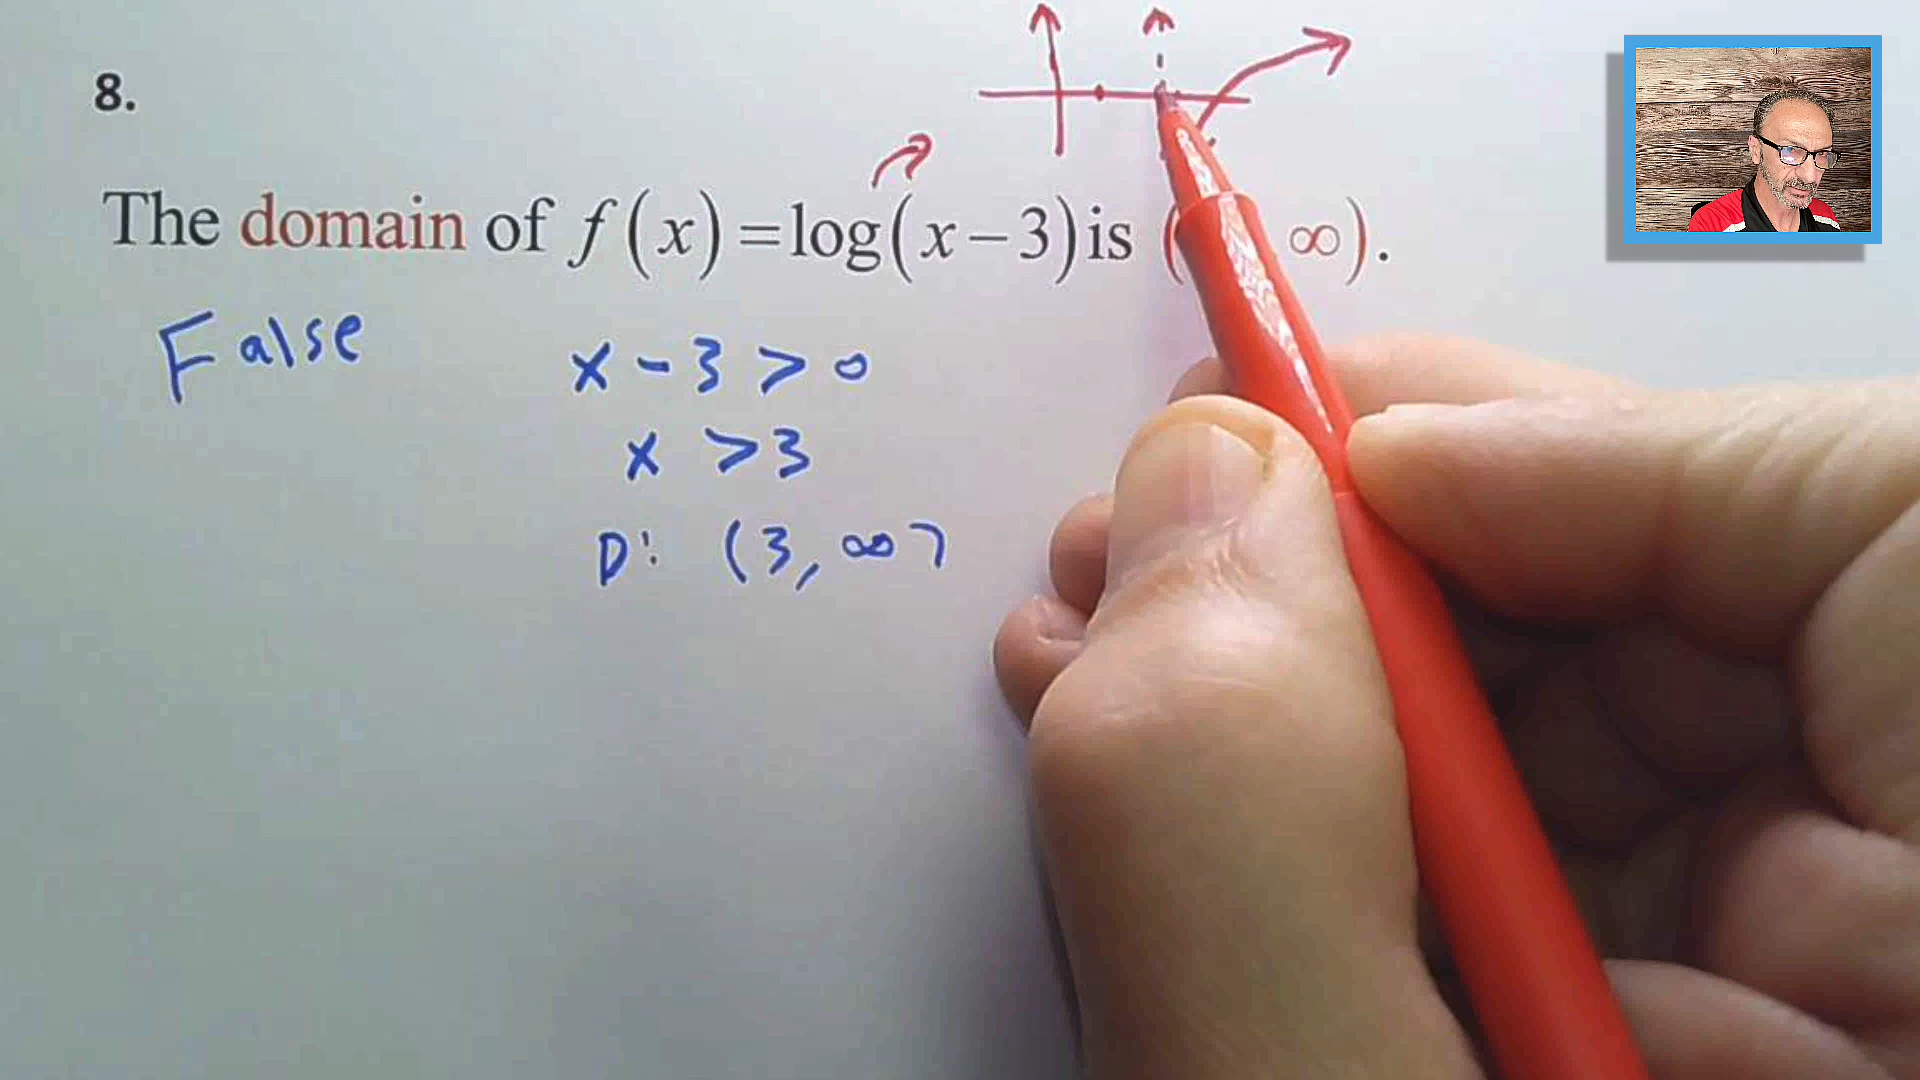 8.
The domain of f(x)=log(x−3) is ( ∞).
False
x - 3 > 0
x > 3
D: (3, ∞)